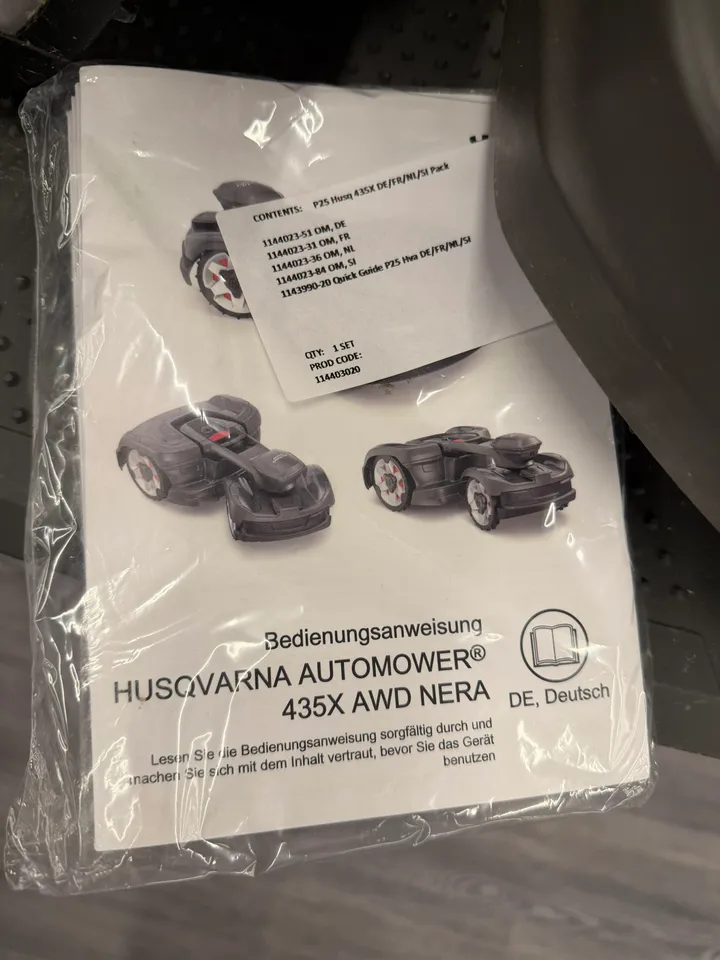 CONTENTS: P25 Husq 435X DE/FR/NL/SI Pack
1144023-51 OM, DE
1144023-31 OM, FR
1144023-36 OM, NL
1144023-84 OM, SI
1143990-20 Quick Guide P25 Hva DE/FR/NL/SI
QTY: 1 SET
PROD CODE:
114403020
Bedienungsanweisung
HUSQVARNA AUTOMOWER®
435X AWD NERA
DE, Deutsch
Lesen Sie die Bedienungsanweisung sorgfältig durch und
machen Sie sich mit dem Inhalt vertraut, bevor Sie das Gerät
benutzen